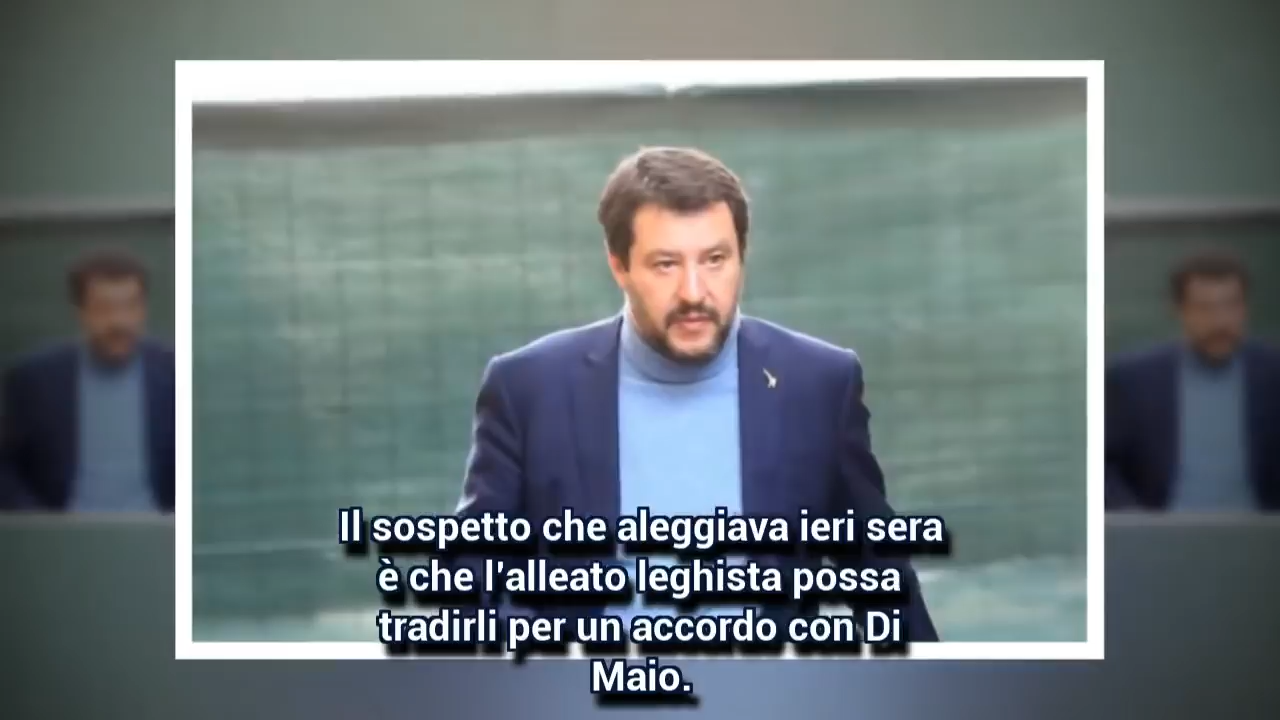 Il sospetto che aleggiava ieri sera
è che l'alleato leghista possa
tradirli per un accordo con Di
Maio.